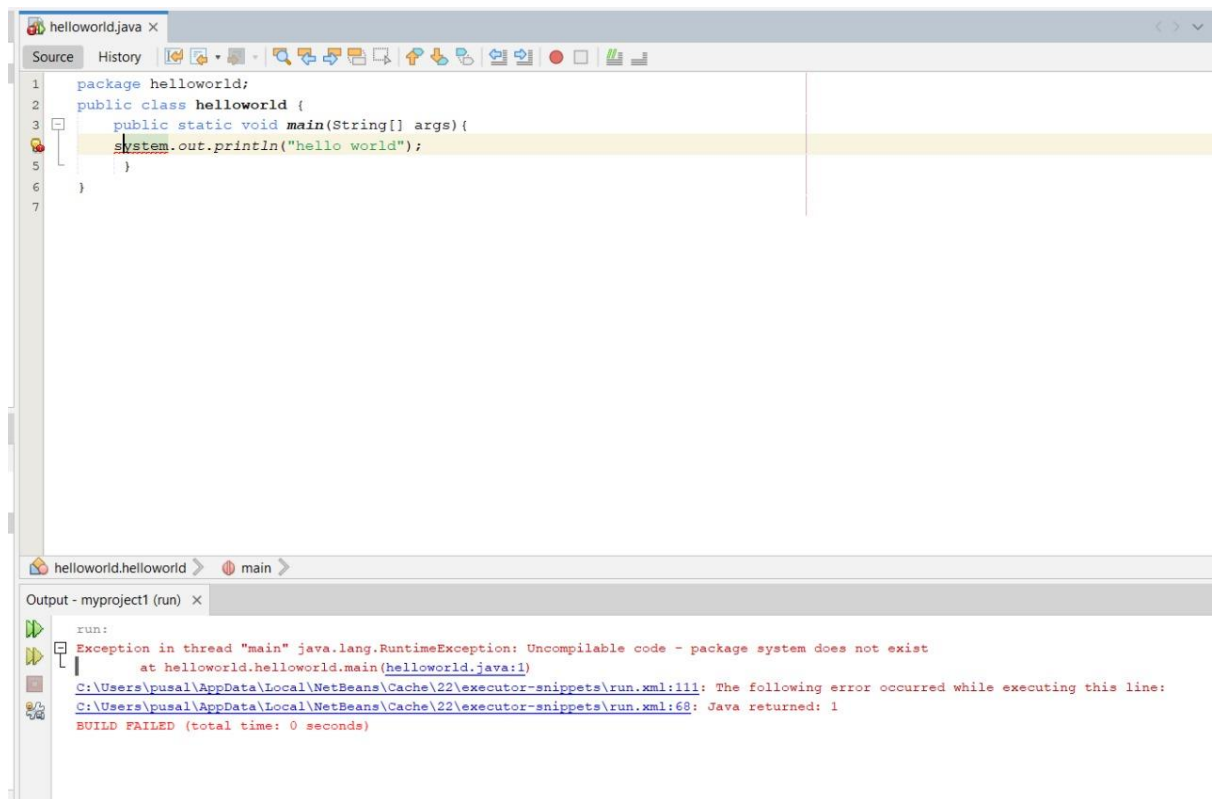 helloworld.java ×
Source History
1 package helloworld;
2 public class helloworld {
3 public static void main(String[] args){
system.out.println("hello world");
5 }
6 }
7
helloworld.helloworld main
Output - myproject1 (run) ×
run:
Exception in thread "main" java.lang.RuntimeException: Uncompilable code - package system does not exist
at helloworld.helloworld.main(helloworld.java:1)
C:\Users\pusal\AppData\Local\NetBeans\Cache\22\executor-snippets\run.xml:111: The following error occurred while executing this line:
C:\Users\pusal\AppData\Local\NetBeans\Cache\22\executor-snippets\run.xml:68: Java returned: 1
BUILD FAILED (total time: 0 seconds)